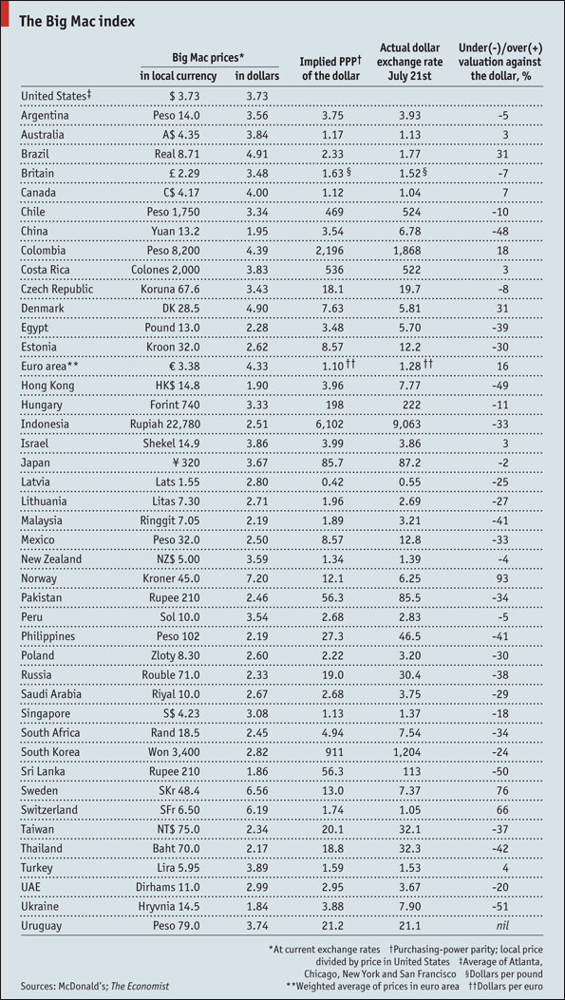 The Big Mac index
Big Mac prices* Implied PPP† of the dollar Actual dollar exchange rate July 21st Under(-)/over(+) valuation against the dollar, %
in local currency in dollars
United States‡ $ 3.73 3.73
Argentina Peso 14.0 3.56 3.75 3.93 -5
Australia A$ 4.35 3.84 1.17 1.13 3
Brazil Real 8.71 4.91 2.33 1.77 31
Britain £ 2.29 3.48 1.63 § 1.52 § -7
Canada C$ 4.17 4.00 1.12 1.04 7
Chile Peso 1,750 3.34 469 524 -10
China Yuan 13.2 1.95 3.54 6.78 -48
Colombia Peso 8,200 4.39 2,196 1,868 18
Costa Rica Colones 2,000 3.83 536 522 3
Czech Republic Koruna 67.6 3.43 18.1 19.7 -8
Denmark DK 28.5 4.90 7.63 5.81 31
Egypt Pound 13.0 2.28 3.48 5.70 -39
Estonia Kroon 32.0 2.62 8.57 12.2 -30
Euro area** € 3.38 4.33 1.10 †† 1.28 †† 16
Hong Kong HK$ 14.8 1.90 3.96 7.77 -49
Hungary Forint 740 3.33 198 222 -11
Indonesia Rupiah 22,780 2.51 6,102 9,063 -33
Israel Shekel 14.9 3.86 3.99 3.86 3
Japan ¥ 320 3.67 85.7 87.2 -2
Latvia Lats 1.55 2.80 0.42 0.55 -25
Lithuania Litas 7.30 2.71 1.96 2.69 -27
Malaysia Ringgit 7.05 2.19 1.89 3.21 -41
Mexico Peso 32.0 2.50 8.57 12.8 -33
New Zealand NZ$ 5.00 3.59 1.34 1.39 -4
Norway Kroner 45.0 7.20 12.1 6.25 93
Pakistan Rupee 210 2.46 56.3 85.5 -34
Peru Sol 10.0 3.54 2.68 2.83 -5
Philippines Peso 102 2.19 27.3 46.5 -41
Poland Zloty 8.30 2.60 2.22 3.20 -30
Russia Rouble 71.0 2.33 19.0 30.4 -38
Saudi Arabia Riyal 10.0 2.67 2.68 3.75 -29
Singapore S$ 4.23 3.08 1.13 1.37 -18
South Africa Rand 18.5 2.45 4.94 7.54 -34
South Korea Won 3,400 2.82 911 1,204 -24
Sri Lanka Rupee 210 1.86 56.3 113 -50
Sweden SKr 48.4 6.56 13.0 7.37 76
Switzerland SFr 6.50 6.19 1.74 1.05 66
Taiwan NT$ 75.0 2.34 20.1 32.1 -37
Thailand Baht 70.0 2.17 18.8 32.3 -42
Turkey Lira 5.95 3.89 1.59 1.53 4
UAE Dirhams 11.0 2.99 2.95 3.67 -20
Ukraine Hryvnia 14.5 1.84 3.88 7.90 -51
Uruguay Peso 79.0 3.74 21.2 21.1 nil
*At current exchange rates †Purchasing-power parity; local price
divided by price in United States ‡Average of Atlanta,
Chicago, New York and San Francisco §Dollars per pound
Sources: McDonald's; The Economist **Weighted average of prices in euro area ††Dollars per euro